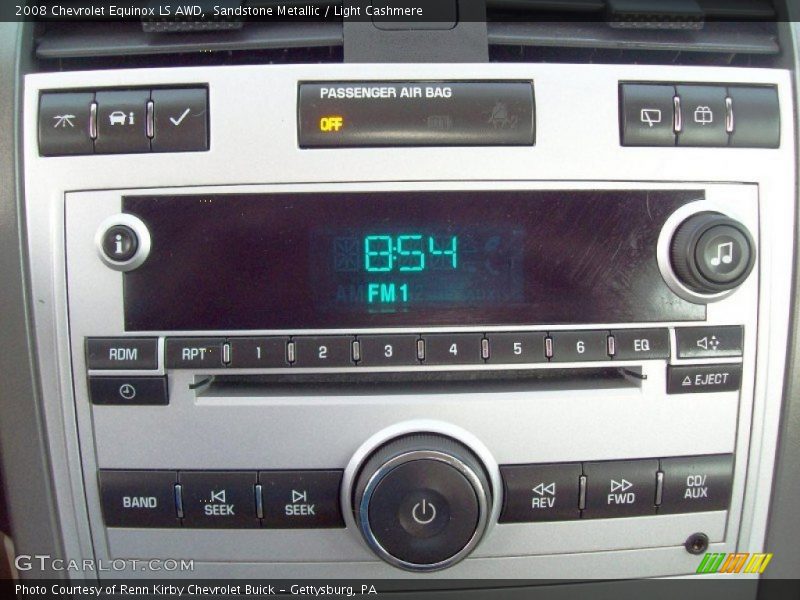 2008 Chevrolet Equinox LS AWD, Sandstone Metallic / Light Cashmere
PASSENGER AIR BAG
OFF
i
i
8:54
AM FM1
RDM
RPT 1 2 3 4 5 6 EQ
EJECT
BAND
SEEK
SEEK
REV
FWD
CD/
AUX
GTCARLOT.COM
Photo Courtesy of Renn Kirby Chevrolet Buick - Gettysburg, PA